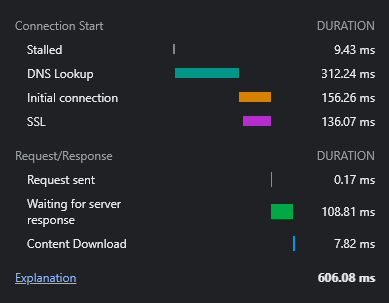 Connection Start DURATION
Stalled 9.43 ms
DNS Lookup 312.24 ms
Initial connection 156.26 ms
SSL 136.07 ms
Request/Response DURATION
Request sent 0.17 ms
Waiting for server
response 108.81 ms
Content Download 7.82 ms
Explanation 606.08 ms